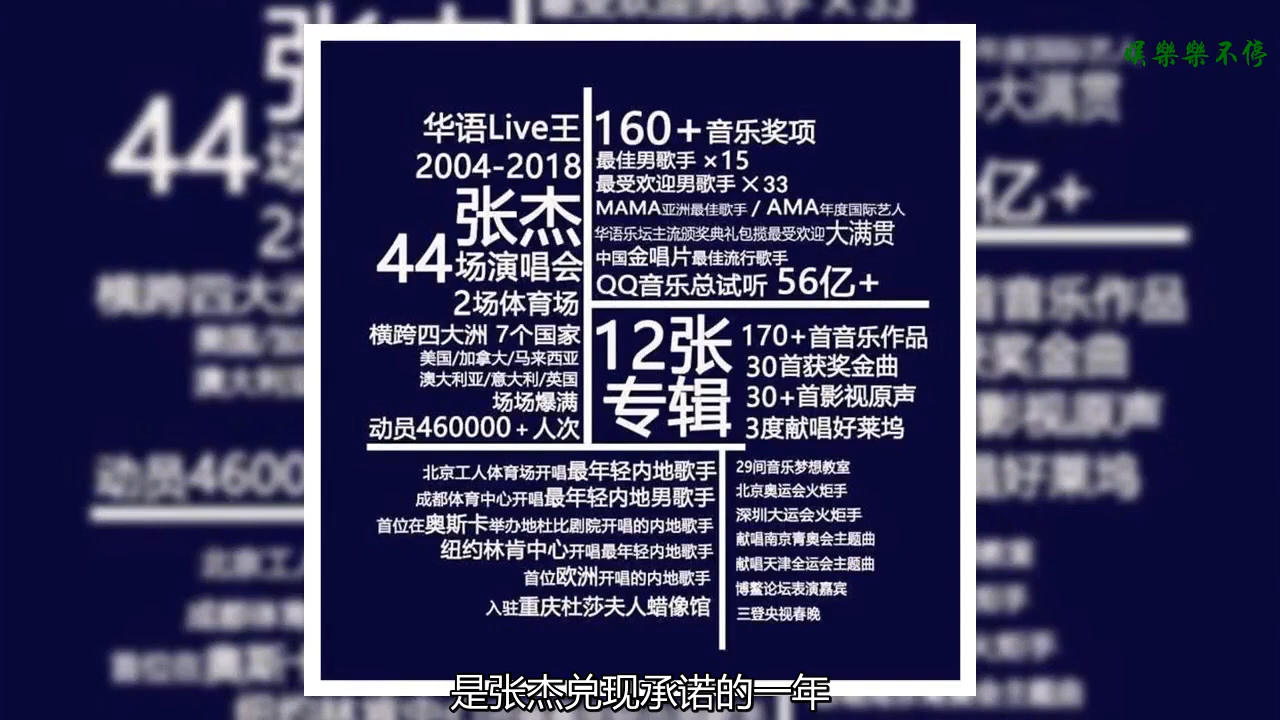 娱樂樂不停
华语Live王
2004-2018
张杰
44场演唱会
2场体育场
横跨四大洲 7个国家
美国/加拿大/马来西亚
澳大利亚/意大利/英国
场场爆满
动员460000+人次
160+音乐奖项
最佳男歌手 ×15
最受欢迎男歌手 ×33
MAMA亚洲最佳歌手 / AMA年度国际艺人
华语乐坛主流颁奖典礼包揽最受欢迎大满贯
中国金唱片最佳流行歌手
QQ音乐总试听 56亿+
12张
专辑
170+首音乐作品
30首获奖金曲
30+首影视原声
3度献唱好莱坞
北京工人体育场开唱最年轻内地歌手
成都体育中心开唱最年轻内地男歌手
首位在奥斯卡举办地杜比剧院开唱的内地歌手
纽约林肯中心开唱最年轻内地歌手
首位欧洲开唱的内地歌手
入驻重庆杜莎夫人蜡像馆
29间音乐梦想教室
北京奥运会火炬手
深圳大运会火炬手
献唱南京青奥会主题曲
献唱天津全运会主题曲
博鳌论坛表演嘉宾
三登央视春晚
是张杰兑现承诺的一年